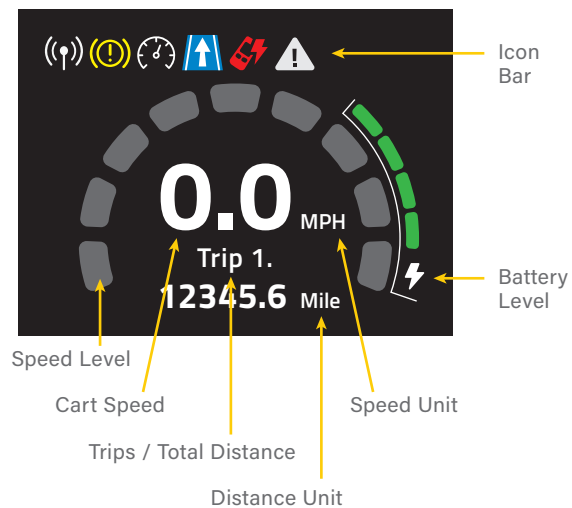 Icon
Bar
0.0 MPH
Trip 1.
12345.6 Mile
Battery
Level
Speed Level
Cart Speed
Speed Unit
Trips / Total Distance
Distance Unit